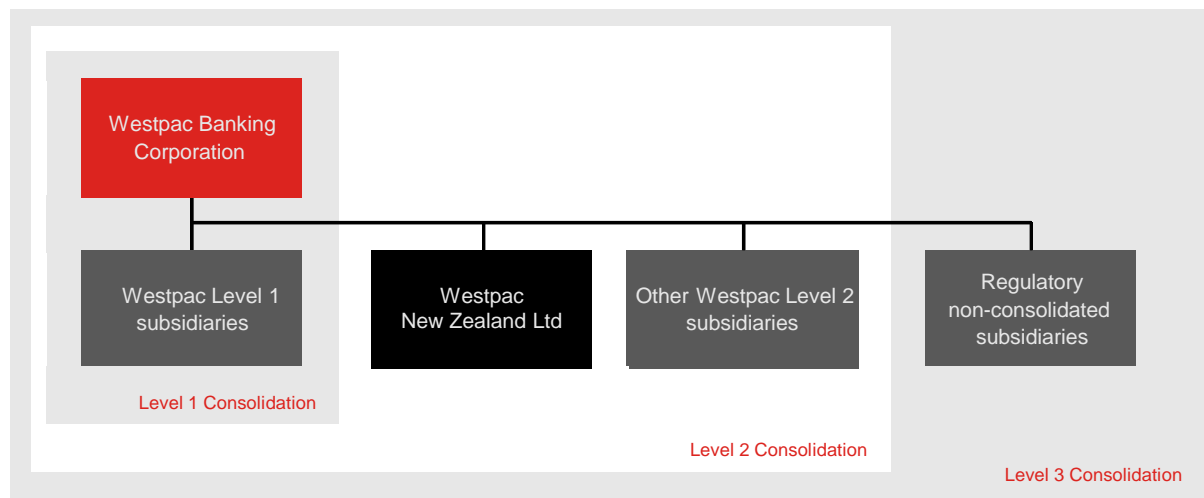 Westpac Banking
Corporation
Westpac Level 1
subsidiaries
Westpac
New Zealand Ltd
Other Westpac Level 2
subsidiaries
Regulatory
non-consolidated
subsidiaries
Level 1 Consolidation
Level 2 Consolidation
Level 3 Consolidation